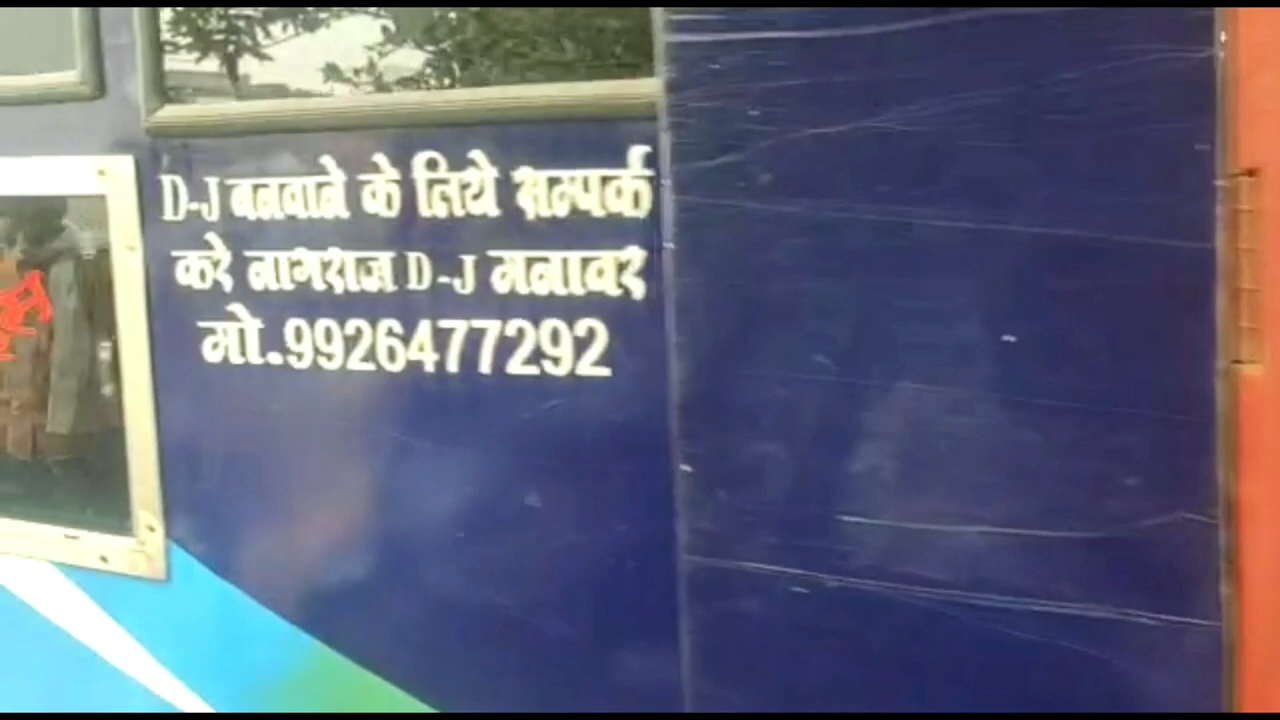 D-J बनवाने के लिये सम्पर्क
करे नागराज D-J मनावर
मो.9926477292